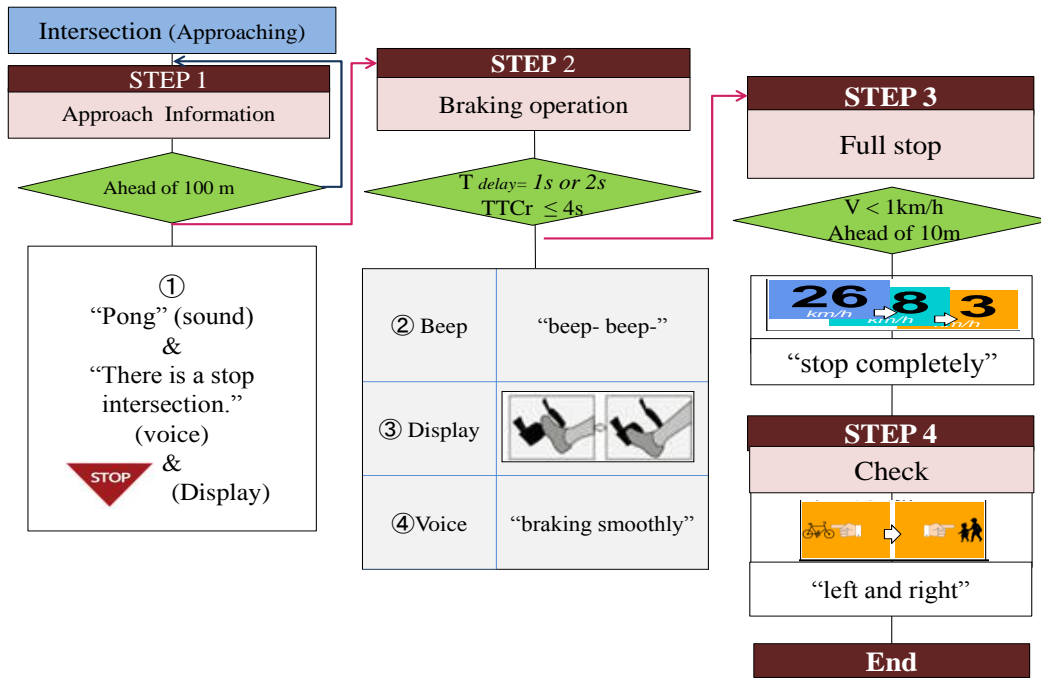 Intersection (Approaching)
STEP 1
Approach Information
Ahead of 100 m
①
“Pong” (sound)
&
“There is a stop
intersection.”
(voice)
STOP
&
(Display)
STEP 2
Braking operation
T delay= 1s or 2s
TTCr ≤ 4s
② Beep
“beep- beep-”
③ Display
④Voice
“braking smoothly”
STEP 3
Full stop
V < 1km/h
Ahead of 10m
26
8
3
km/h
km/h
km/h
“stop completely”
STEP 4
Check
“left and right”
End